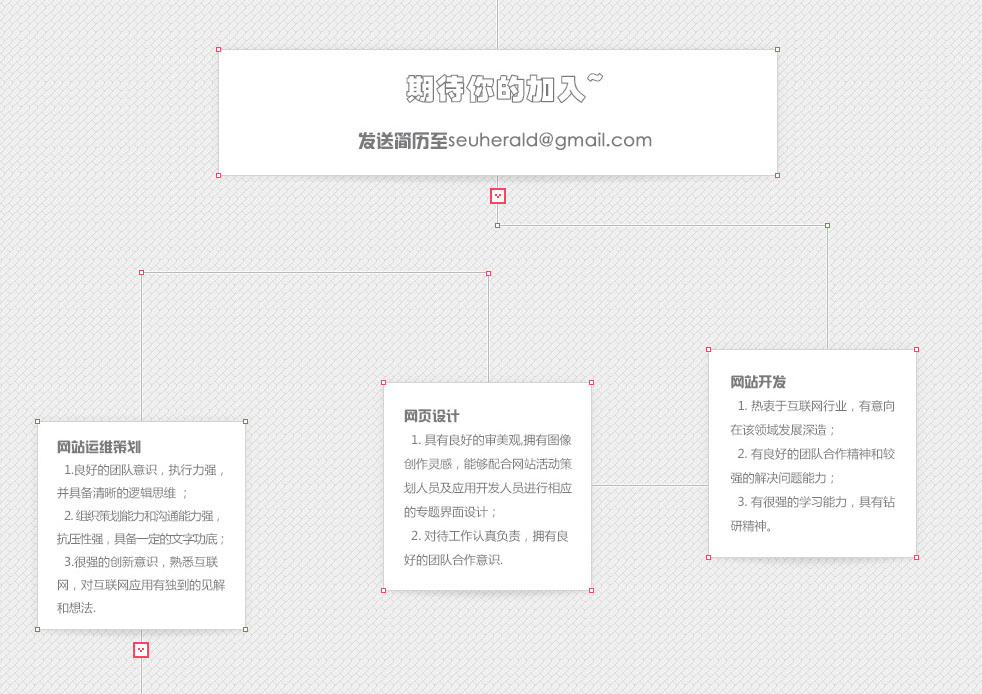 期待你的加入~
发送简历至seuherald@gmail.com
网站运维策划
1.良好的团队意识，执行力强，
并具备清晰的逻辑思维 ；
2. 组织策划能力和沟通能力强，
抗压性强，具备一定的文字功底；
3.很强的创新意识，熟悉互联
网，对互联网应用有独到的见解
和想法.
网页设计
1. 具有良好的审美观,拥有图像
创作灵感，能够配合网站活动策
划人员及应用开发人员进行相应
的专题界面设计；
2. 对待工作认真负责，拥有良
好的团队合作意识.
网站开发
1. 热衷于互联网行业，有意向
在该领域发展深造；
2. 有良好的团队合作精神和较
强的解决问题能力；
3. 有很强的学习能力，具有钻
研精神。